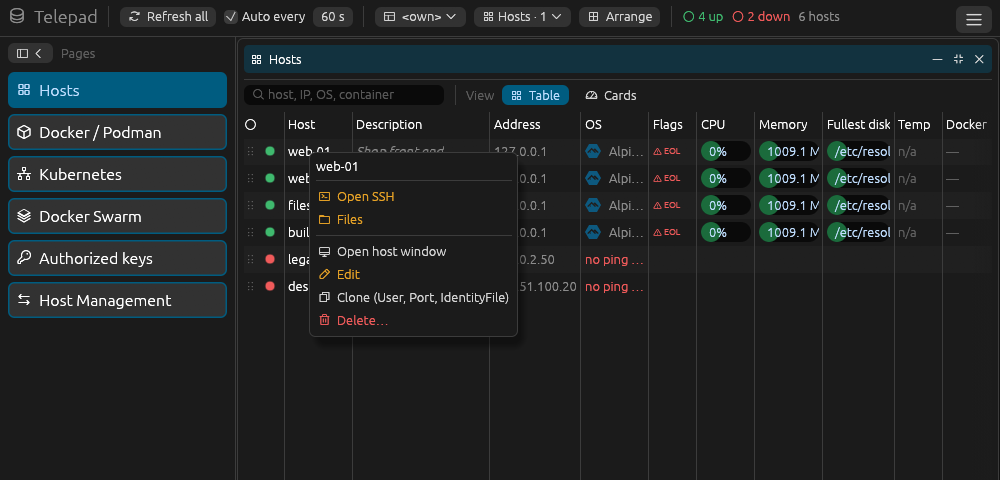 Telepad Refresh all Auto every 60 s <own> Hosts · 1 Arrange 4 up 2 down 6 hosts
Pages
Hosts
Docker / Podman
Kubernetes
Docker Swarm
Authorized keys
Host Management
Hosts
host, IP, OS, container View Table Cards
Host Description Address OS Flags CPU Memory Fullest disk Temp Docker
web-01 127.0.0.1 Alpi… EOL 0% 1009.1 M /etc/resol n/a —
web 0.0.1 Alpi… EOL 0% 1009.1 M /etc/resol n/a —
files 0.0.1 Alpi… EOL 0% 1009.1 M /etc/resol n/a —
buil 0.0.1 Alpi… EOL 0% 1009.1 M /etc/resol n/a —
lega 0.2.50 no ping …
des 51.100.20 no ping …
web-01
Open SSH
Files
Open host window
Edit
Clone (User, Port, IdentityFile)
Delete…